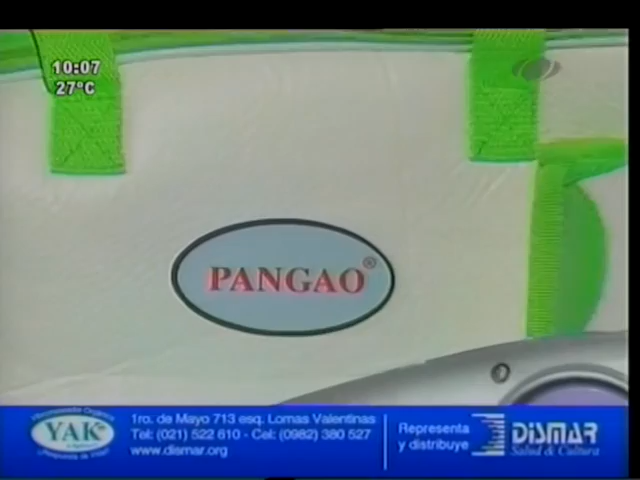 10:07
27°C
PANGAO®
YAK
1ro. de Mayo 713 esq. Lomas Valentinas
Tel: (021) 522 610 - Cel: (0982) 380 527
www.dismar.org
Representa
y distribuye
DISMAR
Salud & Cultura